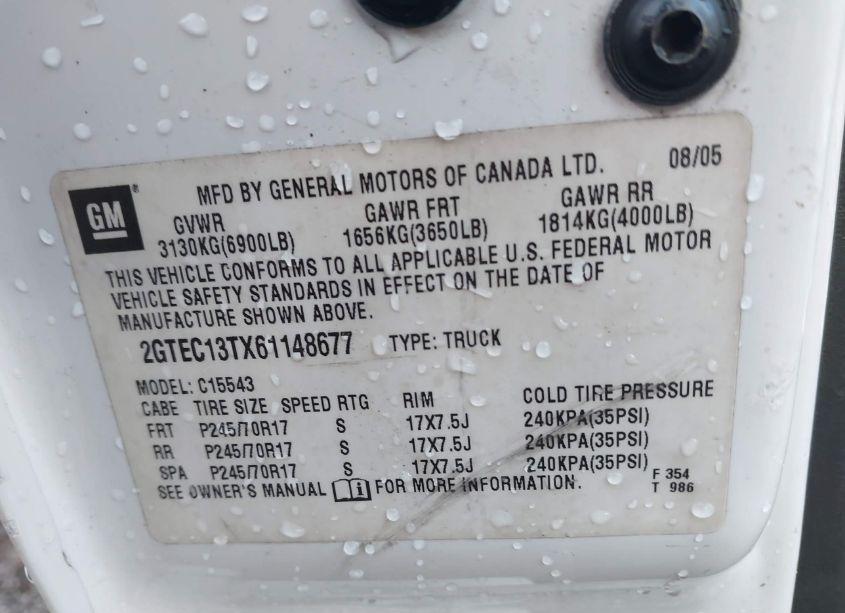 GM ® MFD BY GENERAL MOTORS OF CANADA LTD. 08/05
GVWR GAWR FRT GAWR RR
3130KG(6900LB) 1656KG(3650LB) 1814KG(4000LB)
THIS VEHICLE CONFORMS TO ALL APPLICABLE U.S. FEDERAL MOTOR
VEHICLE SAFETY STANDARDS IN EFFECT ON THE DATE OF
MANUFACTURE SHOWN ABOVE.
2GTEC13TX61148677 TYPE: TRUCK
MODEL: C15543
CABE TIRE SIZE SPEED RTG RIM COLD TIRE PRESSURE
FRT P245/70R17 S 17X7.5J 240KPA(35PSI)
RR P245/70R17 S 17X7.5J 240KPA(35PSI)
SPA P245/70R17 S 17X7.5J 240KPA(35PSI)
SEE OWNER'S MANUAL i FOR MORE INFORMATION. F 354
T 986